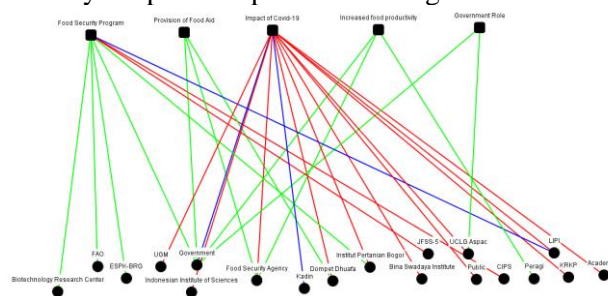 Food Security Program
Provision of Food Aid
Impact of Covid-19
Increased food productivity
Government Role
JFSS-5
UCLG Aspac
LIPI
FAO
UGM
Government
Institut Pertanian Bogor
ESPK-BRG
Food Security Agency
Dompet Dhuafa
Bina Swadaya Institute
Public
CIPS
Peragi
KRKP
Academ
Biotechnology Research Center
Indonesian Institute of Sciences
Kadin